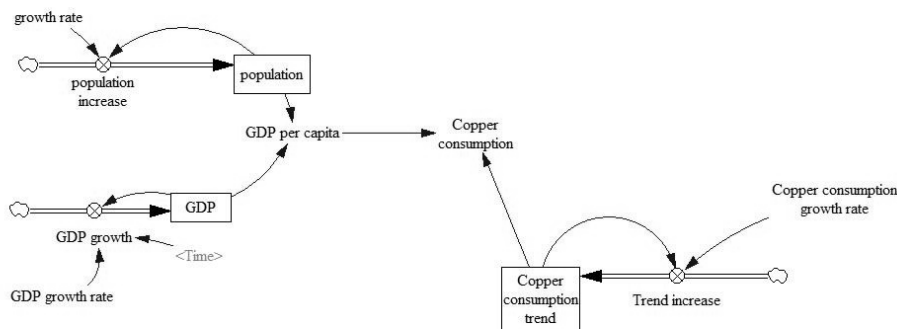 growth rate
population
increase
population
GDP per capita
Copper
consumption
GDP
GDP growth
<Time>
GDP growth rate
Copper consumption
growth rate
Copper
consumption
trend
Trend increase